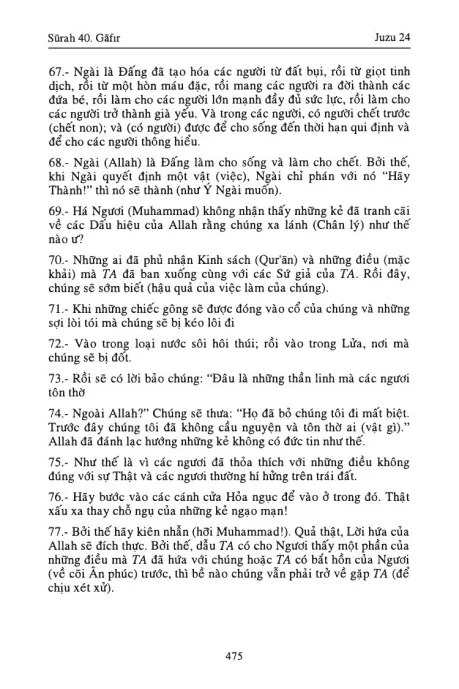 Sūrah 40. Gāfir
Juzu 24
67.- Ngài là Đấng đã tạo hóa các người từ đất bụi, rồi từ giọt tinh
dịch, rồi từ một hòn máu đặc, rồi mang các người ra đời thành các
đứa bé, rồi làm cho các người lớn mạnh đầy đủ sức lực, rồi làm cho
các người trở thành già yếu. Và trong các người, có người chết trước
(chết non); và (có người) được để cho sống đến thời hạn qui định và
để cho các người thông hiểu.
68.- Ngài (Allah) là Đấng làm cho sống và làm cho chết. Bởi thế,
khi Ngài quyết định một vật (việc), Ngài chỉ phán với nó “Hãy
Thành!” thì nó sẽ thành (như Ý Ngài muốn).
69.- Há Ngươi (Muhammad) không nhận thấy những kẻ đã tranh cãi
về các Dấu hiệu của Allah rằng chúng xa lánh (Chân lý) như thế
nào ư?
70.- Những ai đã phủ nhận Kinh sách (Qur'ān) và những điều (mặc
khải) mà TA đã ban xuống cùng với các Sứ giả của TA. Rồi đây,
chúng sẽ sớm biết (hậu quả của việc làm của chúng).
71.- Khi những chiếc gông sẽ được đóng vào cổ của chúng và những
sợi lòi tói mà chúng sẽ bị kéo lôi đi
72.- Vào trong loại nước sôi hôi thúi; rồi vào trong Lửa, nơi mà
chúng sẽ bị đốt.
73.- Rồi sẽ có lời bảo chúng: “Đâu là những thần linh mà các ngươi
tôn thờ
74.- Ngoài Allah?” Chúng sẽ thưa: “Họ đã bỏ chúng tôi đi mất biệt.
Trước đây chúng tôi đã không cầu nguyện và tôn thờ ai (vật gì).”
Allah đã đánh lạc hướng những kẻ không có đức tin như thế.
75.- Như thế là vì các ngươi đã thỏa thích với những điều không
đúng với sự Thật và các ngươi thường hí hửng trên trái đất.
76.- Hãy bước vào các cánh cửa Hỏa ngục để vào ở trong đó. Thật
xấu xa thay chỗ ngụ của những kẻ ngạo mạn!
77.- Bởi thế hãy kiên nhẫn (hỡi Muhammad!). Quả thật, Lời hứa của
Allah sẽ đích thực. Bởi thế, dẫu TA có cho Ngươi thấy một phần của
những điều mà TA đã hứa với chúng hoặc TA có bắt hồn của Ngươi
(về cõi Ân phúc) trước, thì bề nào chúng vẫn phải trở về gặp TA (để
chịu xét xử).
475